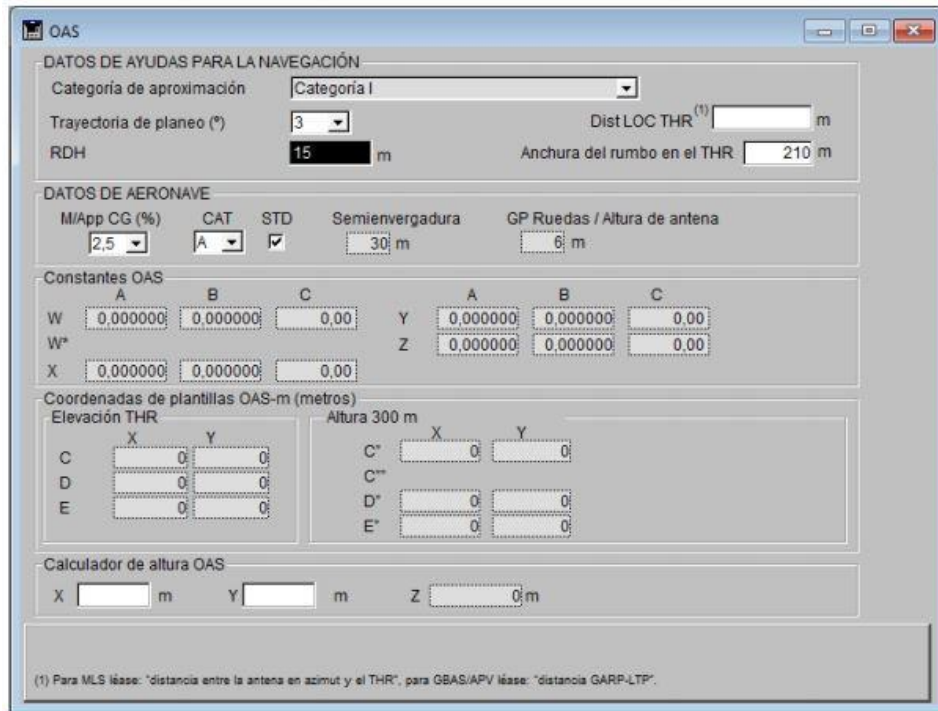 OAS
DATOS DE AYUDAS PARA LA NAVEGACIÓN
Categoría de aproximación Categoría I
Trayectoria de planeo (º) 3 Dist LOC THR(1) m
RDH 15 m Anchura del rumbo en el THR 210 m
DATOS DE AERONAVE
M/App CG (%) CAT STD Semienvergadura GP Ruedas / Altura de antena
2,5 A 30 m 6 m
Constantes OAS
A B C A B C
W 0,000000 0,000000 0,00 Y 0,000000 0,000000 0,00
W* Z 0,000000 0,000000 0,00
X 0,000000 0,000000 0,00
Coordenadas de plantillas OAS-m (metros)
Elevación THR Altura 300 m
X Y X Y
C 0 0 C" 0 0
C""
D 0 0 D" 0 0
E 0 0 E" 0 0
Calculador de altura OAS
X m Y m Z 0 m
(1) Para MLS léase: "distancia entre la antena en azimut y el THR", para GBAS/APV léase: "distancia GARP-LTP".